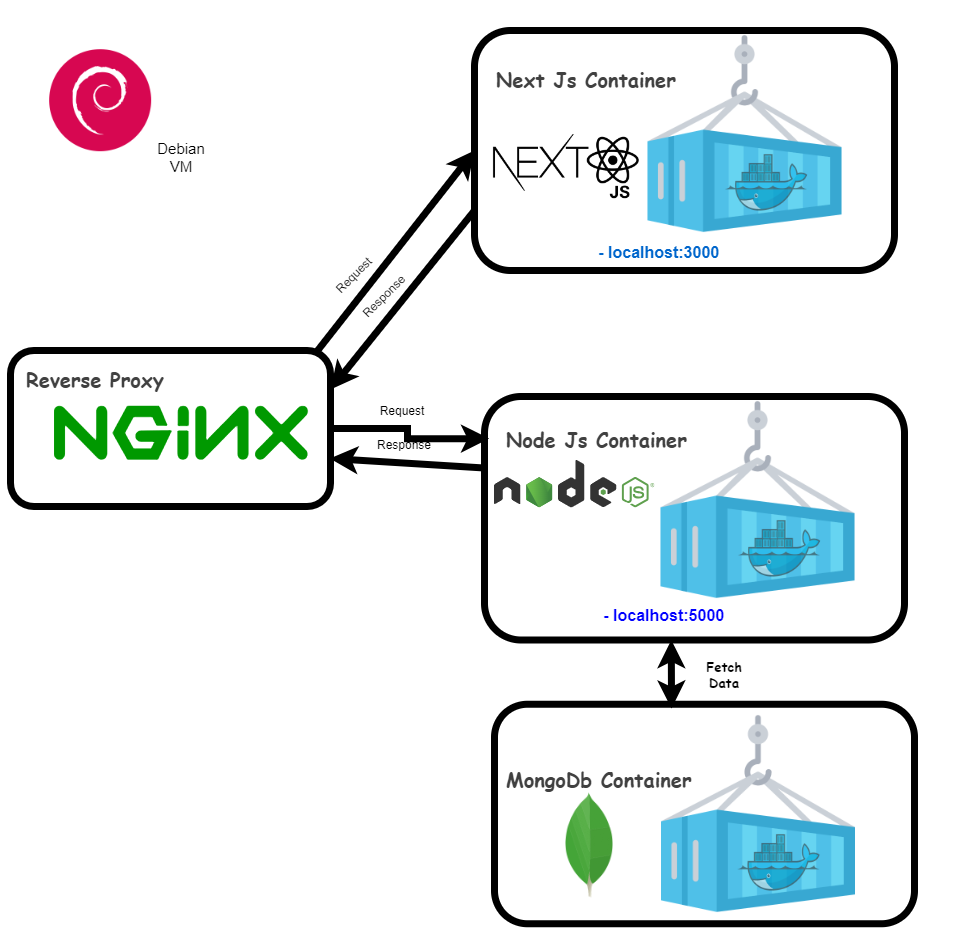 Debian
VM
Next Js Container
NEXT
JS
- localhost:3000
Request
Response
Reverse Proxy
NGINX
Request
Response
Node Js Container
node
JS
- localhost:5000
Fetch
Data
MongoDb Container